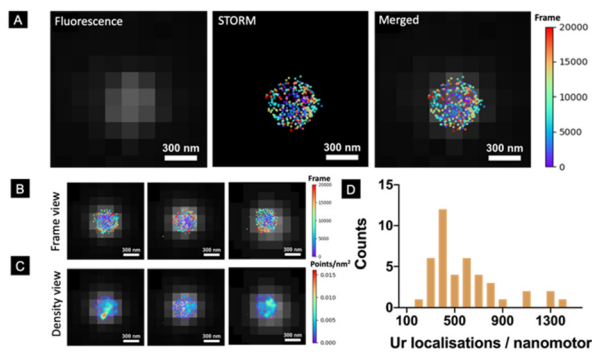 A
Fluorescence
STORM
Merged
Frame
20000
15000
10000
5000
0
300 nm
300 nm
300 nm
B
Frame view
Frame
20000
15000
10000
5000
0
300 nm
300 nm
300 nm
C
Density view
Points/nm²
0.015
0.010
0.005
0.000
300 nm
300 nm
300 nm
D
Counts
15
10
5
0
100
500
900
1300
Ur localisations / nanomotor